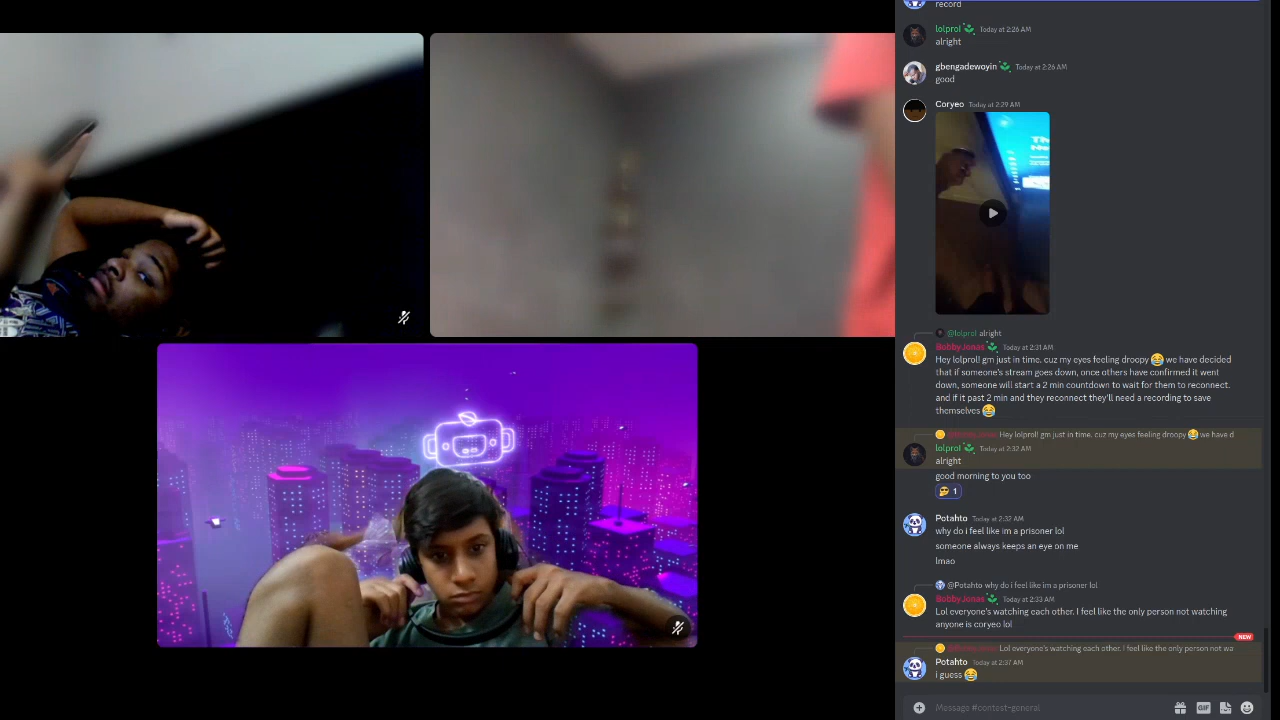 record
lolprol Today at 2:26 AM
alright
gbengadewoyin Today at 2:26 AM
good
Coryeo Today at 2:29 AM
@lolprol alright
BobbyJonas Today at 2:31 AM
Hey lolprol! gm just in time. cuz my eyes feeling droopy 😂 we have decided
that if someone's stream goes down, once others have confirmed it went
down, someone will start a 2 min countdown to wait for them to reconnect.
and if it past 2 min and they reconnect they'll need a recording to save
themselves 😂
Hey lolprol! gm just in time. cuz my eyes feeling droopy 😂 we have d
lolprol Today at 2:32 AM
alright
good morning to you too
1
Potahto Today at 2:32 AM
why do i feel like im a prisoner lol
someone always keeps an eye on me
lmao
@Potahto why do i feel like im a prisoner lol
BobbyJonas Today at 2:33 AM
Lol everyone's watching each other. I feel like the only person not watching
anyone is coryeo lol
NEW
Lol everyone's watching each other. I feel like the only person not wa
Potahto Today at 2:37 AM
i guess 😂
Message #contest-general
GIF